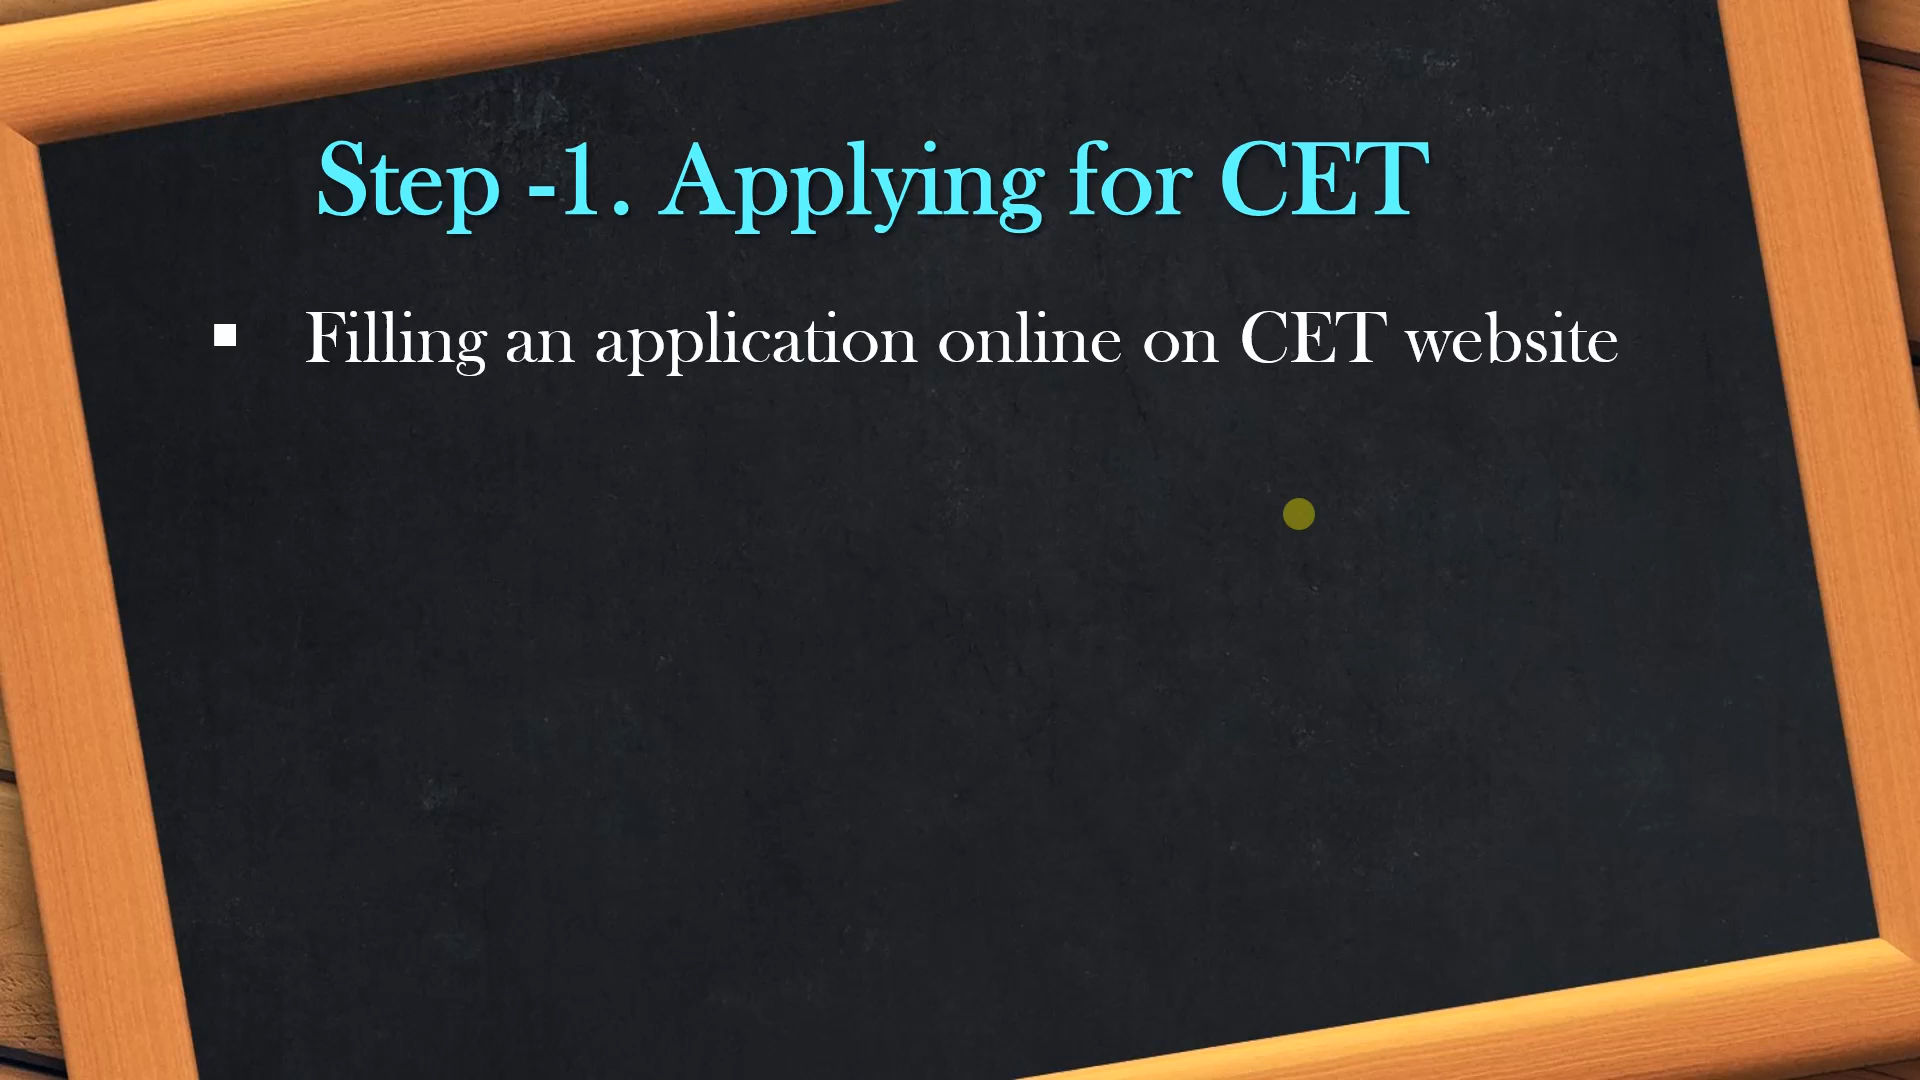 Step -1. Applying for CET
▪ Filling an application online on CET website